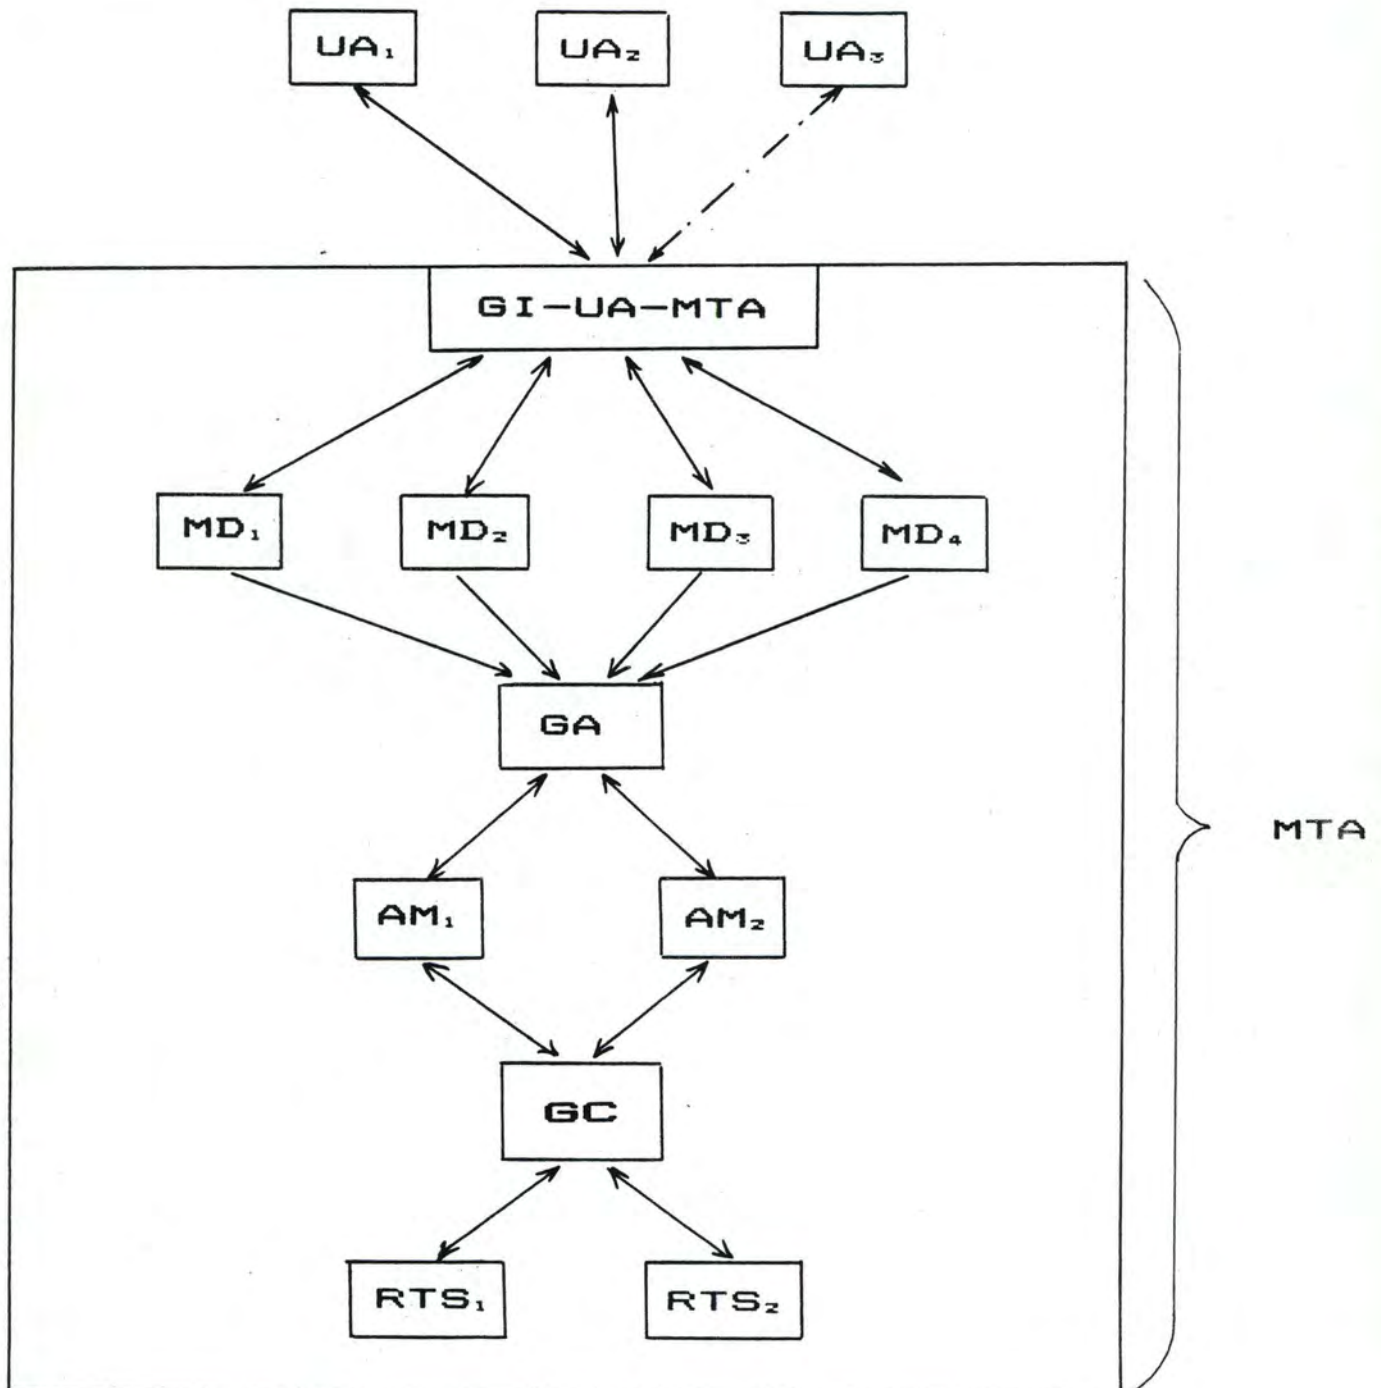 UA₁ UA₂ UA₃
GI-UA-MTA
MD₁ MD₂ MD₃ MD₄
GA
MTA
AM₁ AM₂
GC
RTS₁ RTS₂